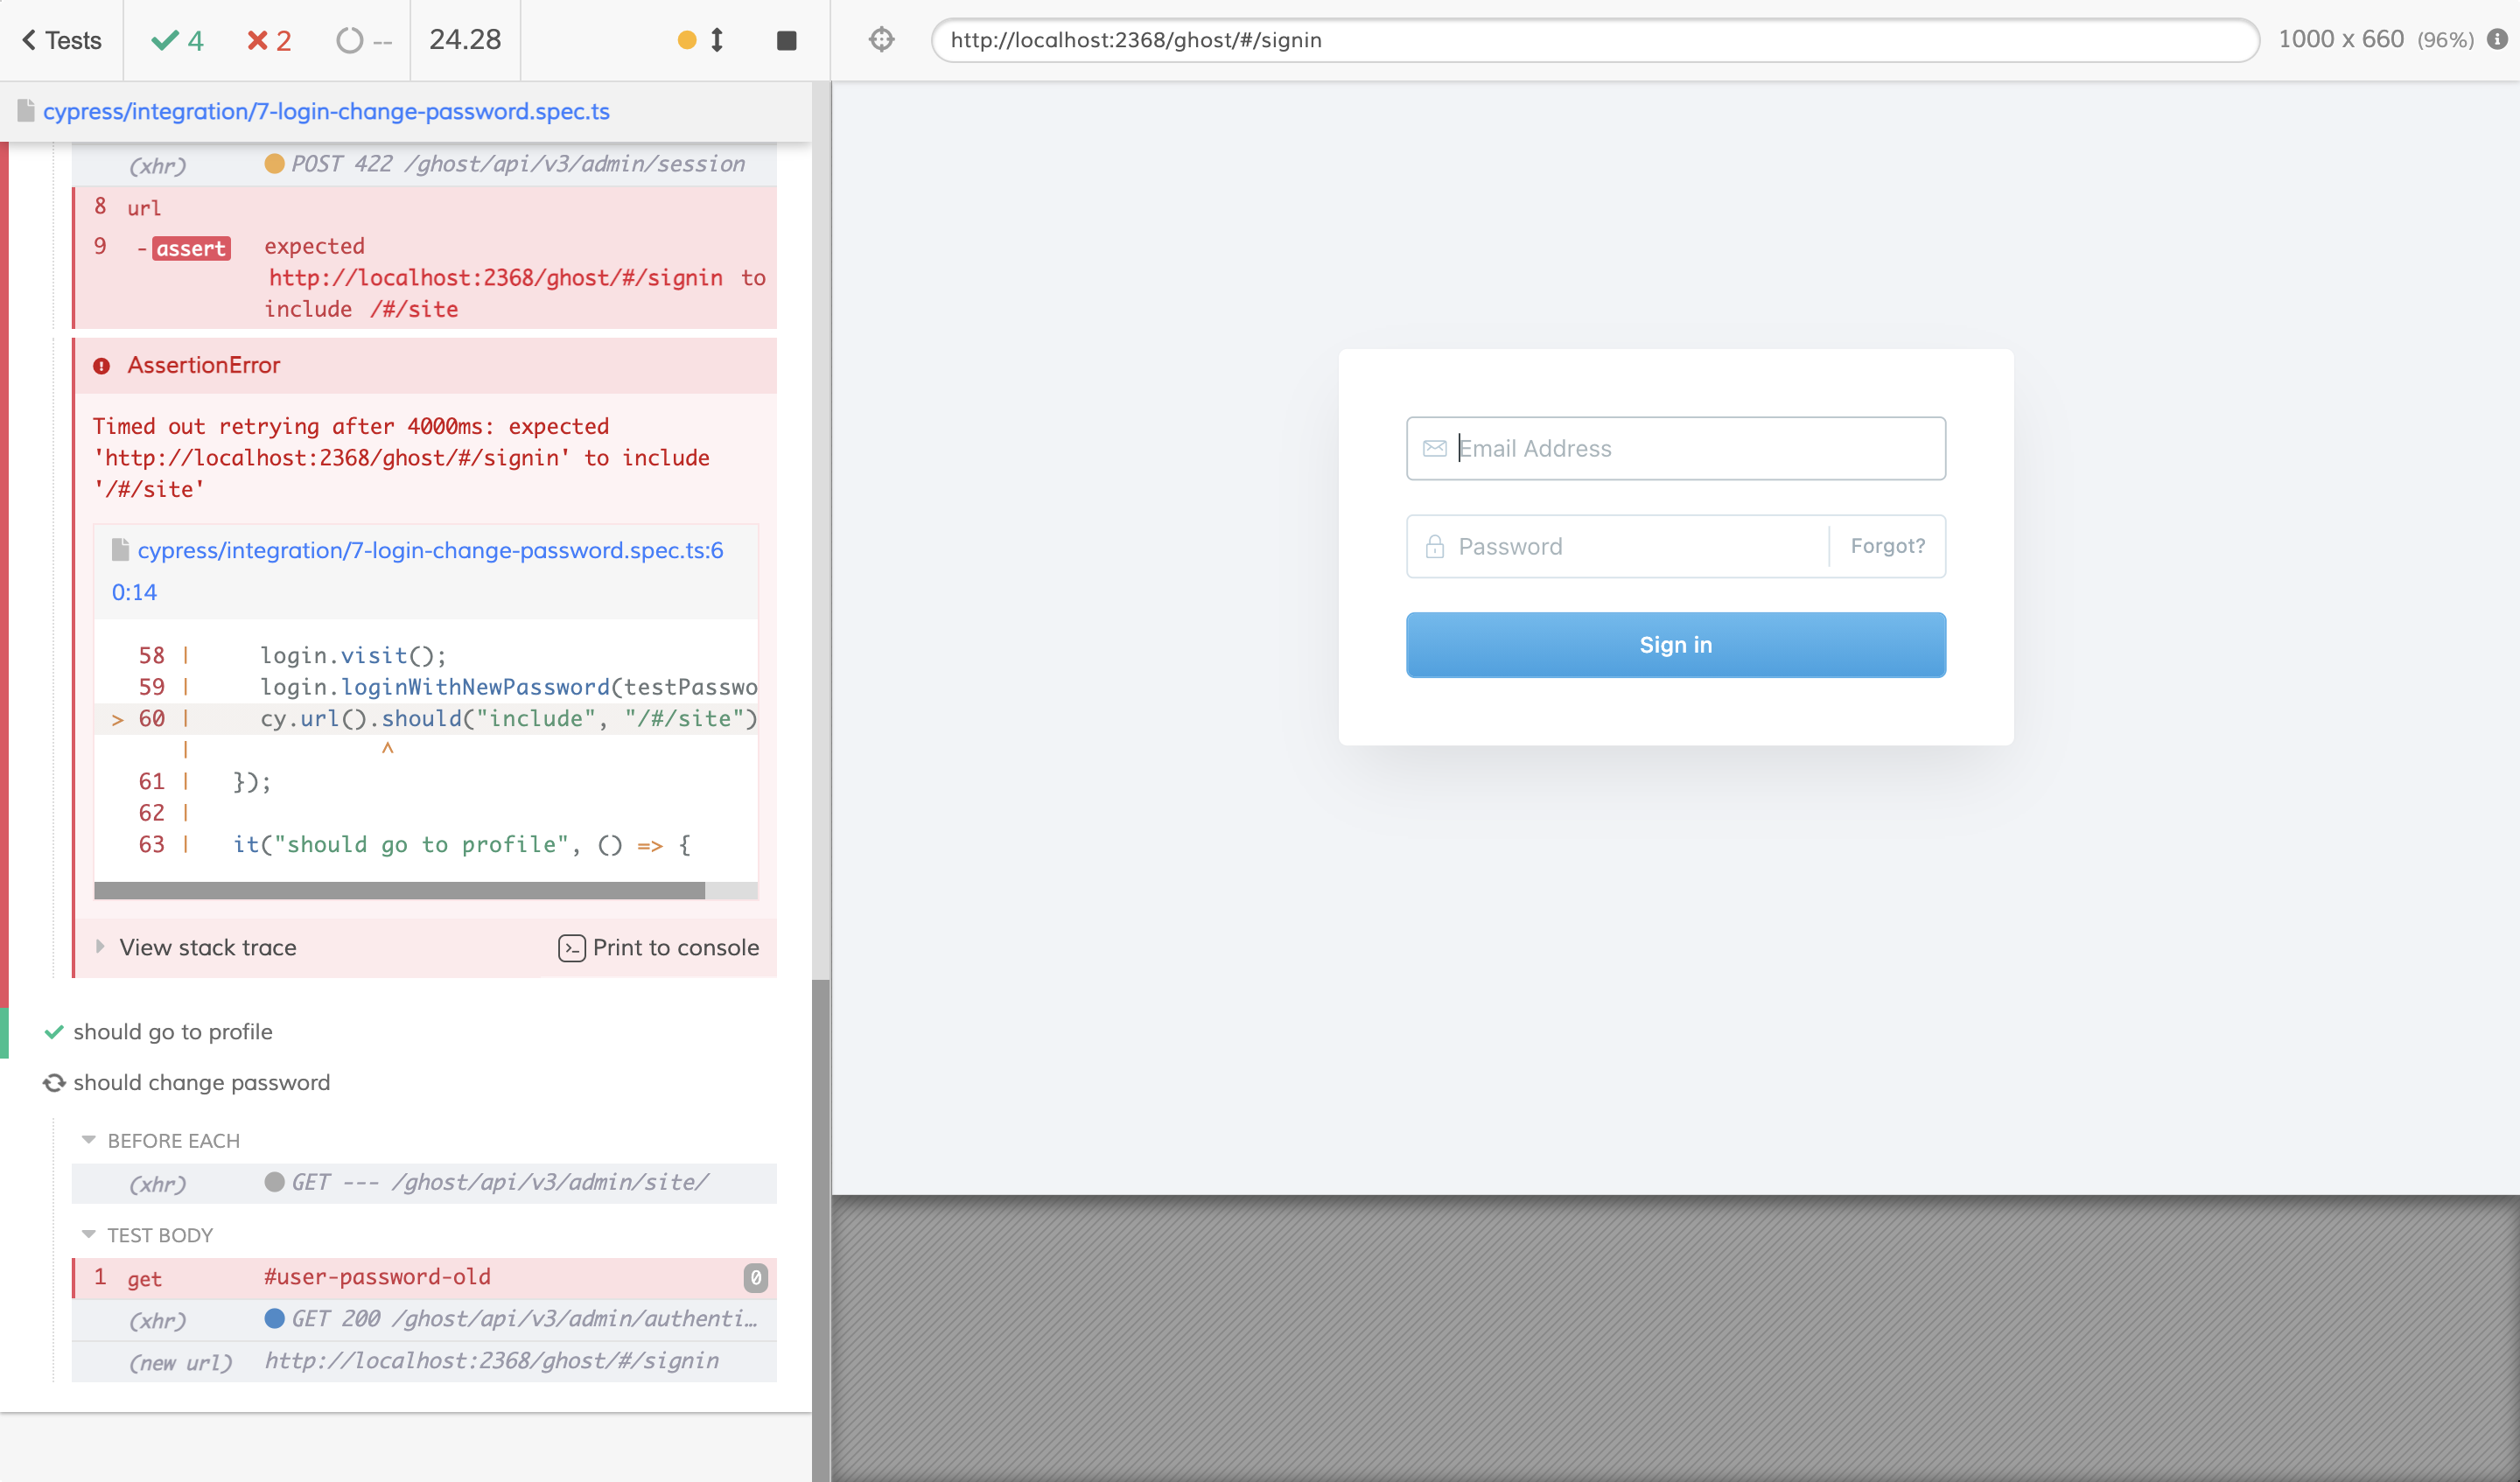 Tests
4
2
--
24.28
http://localhost:2368/ghost/#/signin
1000 x 660 (96%)
cypress/integration/7-login-change-password.spec.ts
(xhr) POST 422 /ghost/api/v3/admin/session
8 url
9 -assert expected
http://localhost:2368/ghost/#/signin to
include /#/site
AssertionError
Timed out retrying after 4000ms: expected
'http://localhost:2368/ghost/#/signin' to include
'/#/site'
cypress/integration/7-login-change-password.spec.ts:6
0:14
58 | login.visit();
59 | login.loginWithNewPassword(testPasswo
> 60 | cy.url().should("include", "/#/site")
| ^
61 | });
62 |
63 | it("should go to profile", () => {
View stack trace
Print to console
should go to profile
should change password
BEFORE EACH
(xhr) GET --- /ghost/api/v3/admin/site/
TEST BODY
1 get #user-password-old 0
(xhr) GET 200 /ghost/api/v3/admin/authenti…
(new url) http://localhost:2368/ghost/#/signin
Email Address
Password
Forgot?
Sign in